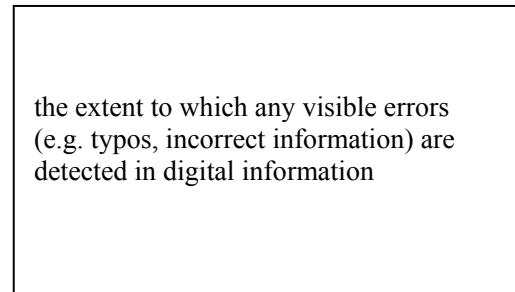 the extent to which any visible errors
(e.g. typos, incorrect information) are
detected in digital information